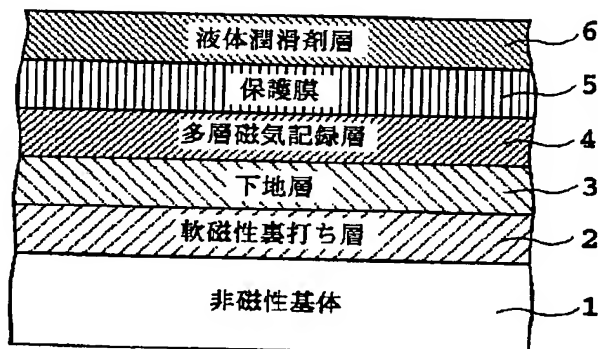 液体潤滑剤層 6
保護膜 5
多層磁気記録層 4
下地層 3
軟磁性裏打ち層 2
非磁性基体 1